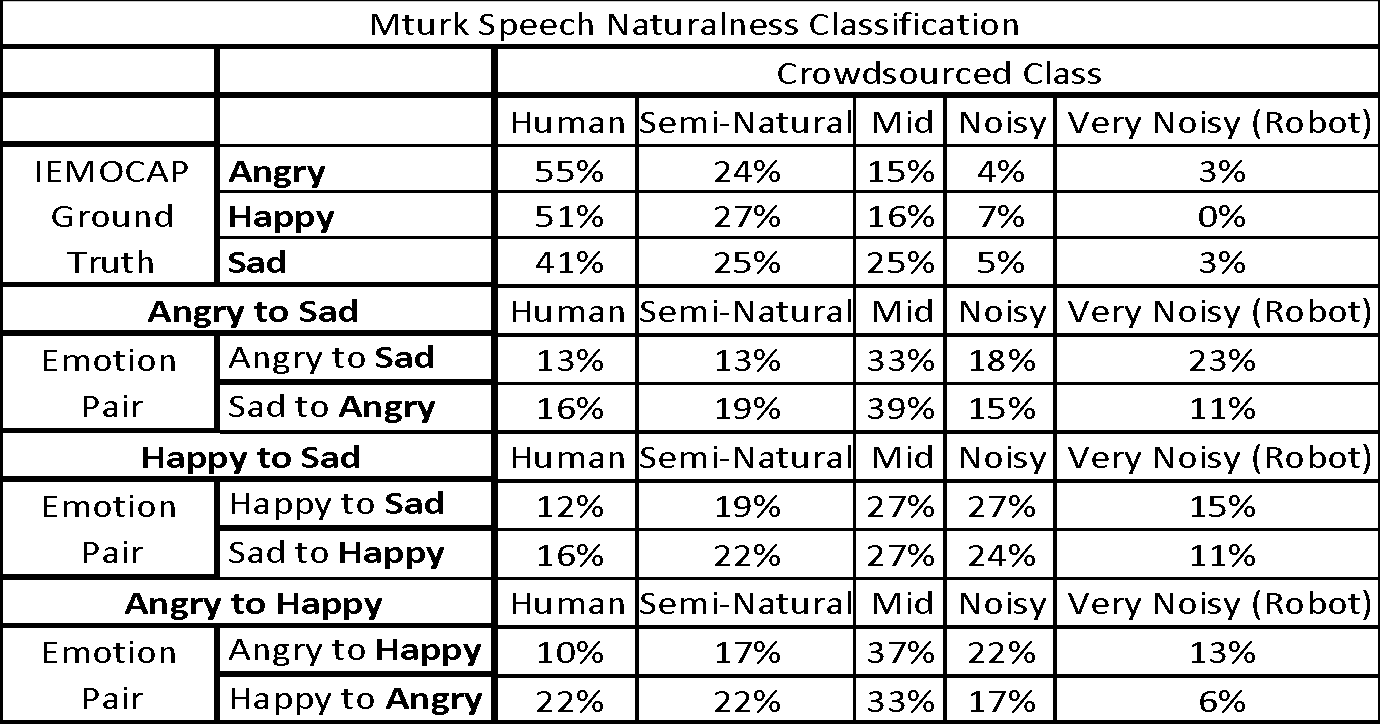 Mturk Speech Naturalness Classification
Crowdsourced Class
Human Semi-Natural Mid Noisy Very Noisy (Robot)
IEMOCAP Angry 55% 24% 15% 4% 3%
Ground Happy 51% 27% 16% 7% 0%
Truth Sad 41% 25% 25% 5% 3%
Angry to Sad Human Semi-Natural Mid Noisy Very Noisy (Robot)
Emotion Angry to Sad 13% 13% 33% 18% 23%
Pair Sad to Angry 16% 19% 39% 15% 11%
Happy to Sad Human Semi-Natural Mid Noisy Very Noisy (Robot)
Emotion Happy to Sad 12% 19% 27% 27% 15%
Pair Sad to Happy 16% 22% 27% 24% 11%
Angry to Happy Human Semi-Natural Mid Noisy Very Noisy (Robot)
Emotion Angry to Happy 10% 17% 37% 22% 13%
Pair Happy to Angry 22% 22% 33% 17% 6%